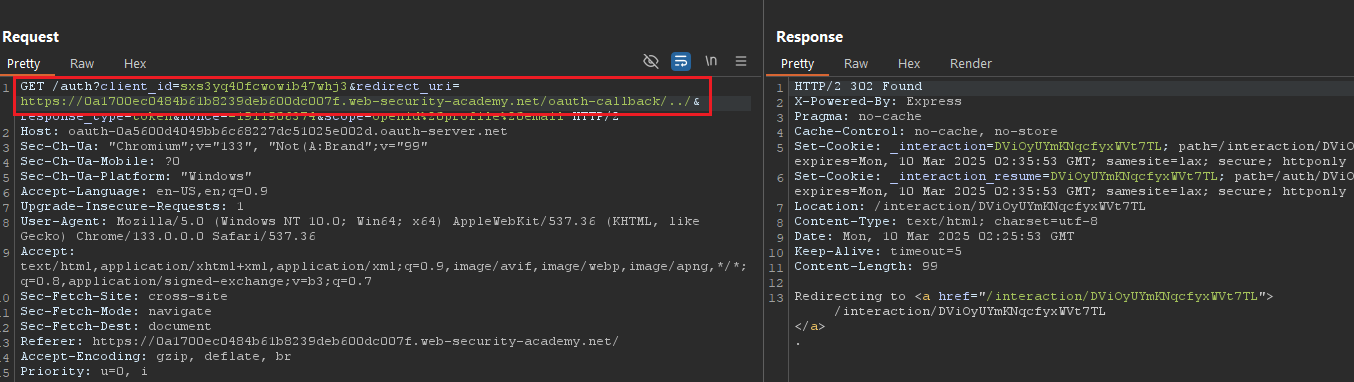 Request
Pretty Raw Hex
\n
1 GET /auth?client_id=sxs3yq40fcwowib47whj3&redirect_uri=
https://0a1700ec0484b61b8239deb600dc007f.web-security-academy.net/oauth-callback/../&
response_type=token&nonce=-1511986374&scope=openid%20profile%20email HTTP/2
2 Host: oauth-0a5600d4049bb6c68227dc51025e002d.oauth-server.net
3 Sec-Ch-Ua: "Chromium";v="133", "Not(A:Brand";v="99"
4 Sec-Ch-Ua-Mobile: ?0
5 Sec-Ch-Ua-Platform: "Windows"
6 Accept-Language: en-US,en;q=0.9
7 Upgrade-Insecure-Requests: 1
8 User-Agent: Mozilla/5.0 (Windows NT 10.0; Win64; x64) AppleWebKit/537.36 (KHTML, like
Gecko) Chrome/133.0.0.0 Safari/537.36
9 Accept:
text/html,application/xhtml+xml,application/xml;q=0.9,image/avif,image/webp,image/apng,*/*;
q=0.8,application/signed-exchange;v=b3;q=0.7
10 Sec-Fetch-Site: cross-site
11 Sec-Fetch-Mode: navigate
12 Sec-Fetch-Dest: document
13 Referer: https://0a1700ec0484b61b8239deb600dc007f.web-security-academy.net/
14 Accept-Encoding: gzip, deflate, br
15 Priority: u=0, i
Response
Pretty Raw Hex Render
1 HTTP/2 302 Found
2 X-Powered-By: Express
3 Pragma: no-cache
4 Cache-Control: no-cache, no-store
5 Set-Cookie: _interaction=DViOyUYmKNqcfyxWVt7TL; path=/interaction/DViO
expires=Mon, 10 Mar 2025 02:35:53 GMT; samesite=lax; secure; httponly
6 Set-Cookie: _interaction_resume=DViOyUYmKNqcfyxWVt7TL; path=/auth/DViO
expires=Mon, 10 Mar 2025 02:35:53 GMT; samesite=lax; secure; httponly
7 Location: /interaction/DViOyUYmKNqcfyxWVt7TL
8 Content-Type: text/html; charset=utf-8
9 Date: Mon, 10 Mar 2025 02:25:53 GMT
10 Keep-Alive: timeout=5
11 Content-Length: 99
12
13 Redirecting to <a href="/interaction/DViOyUYmKNqcfyxWVt7TL">
/interaction/DViOyUYmKNqcfyxWVt7TL
</a>
.